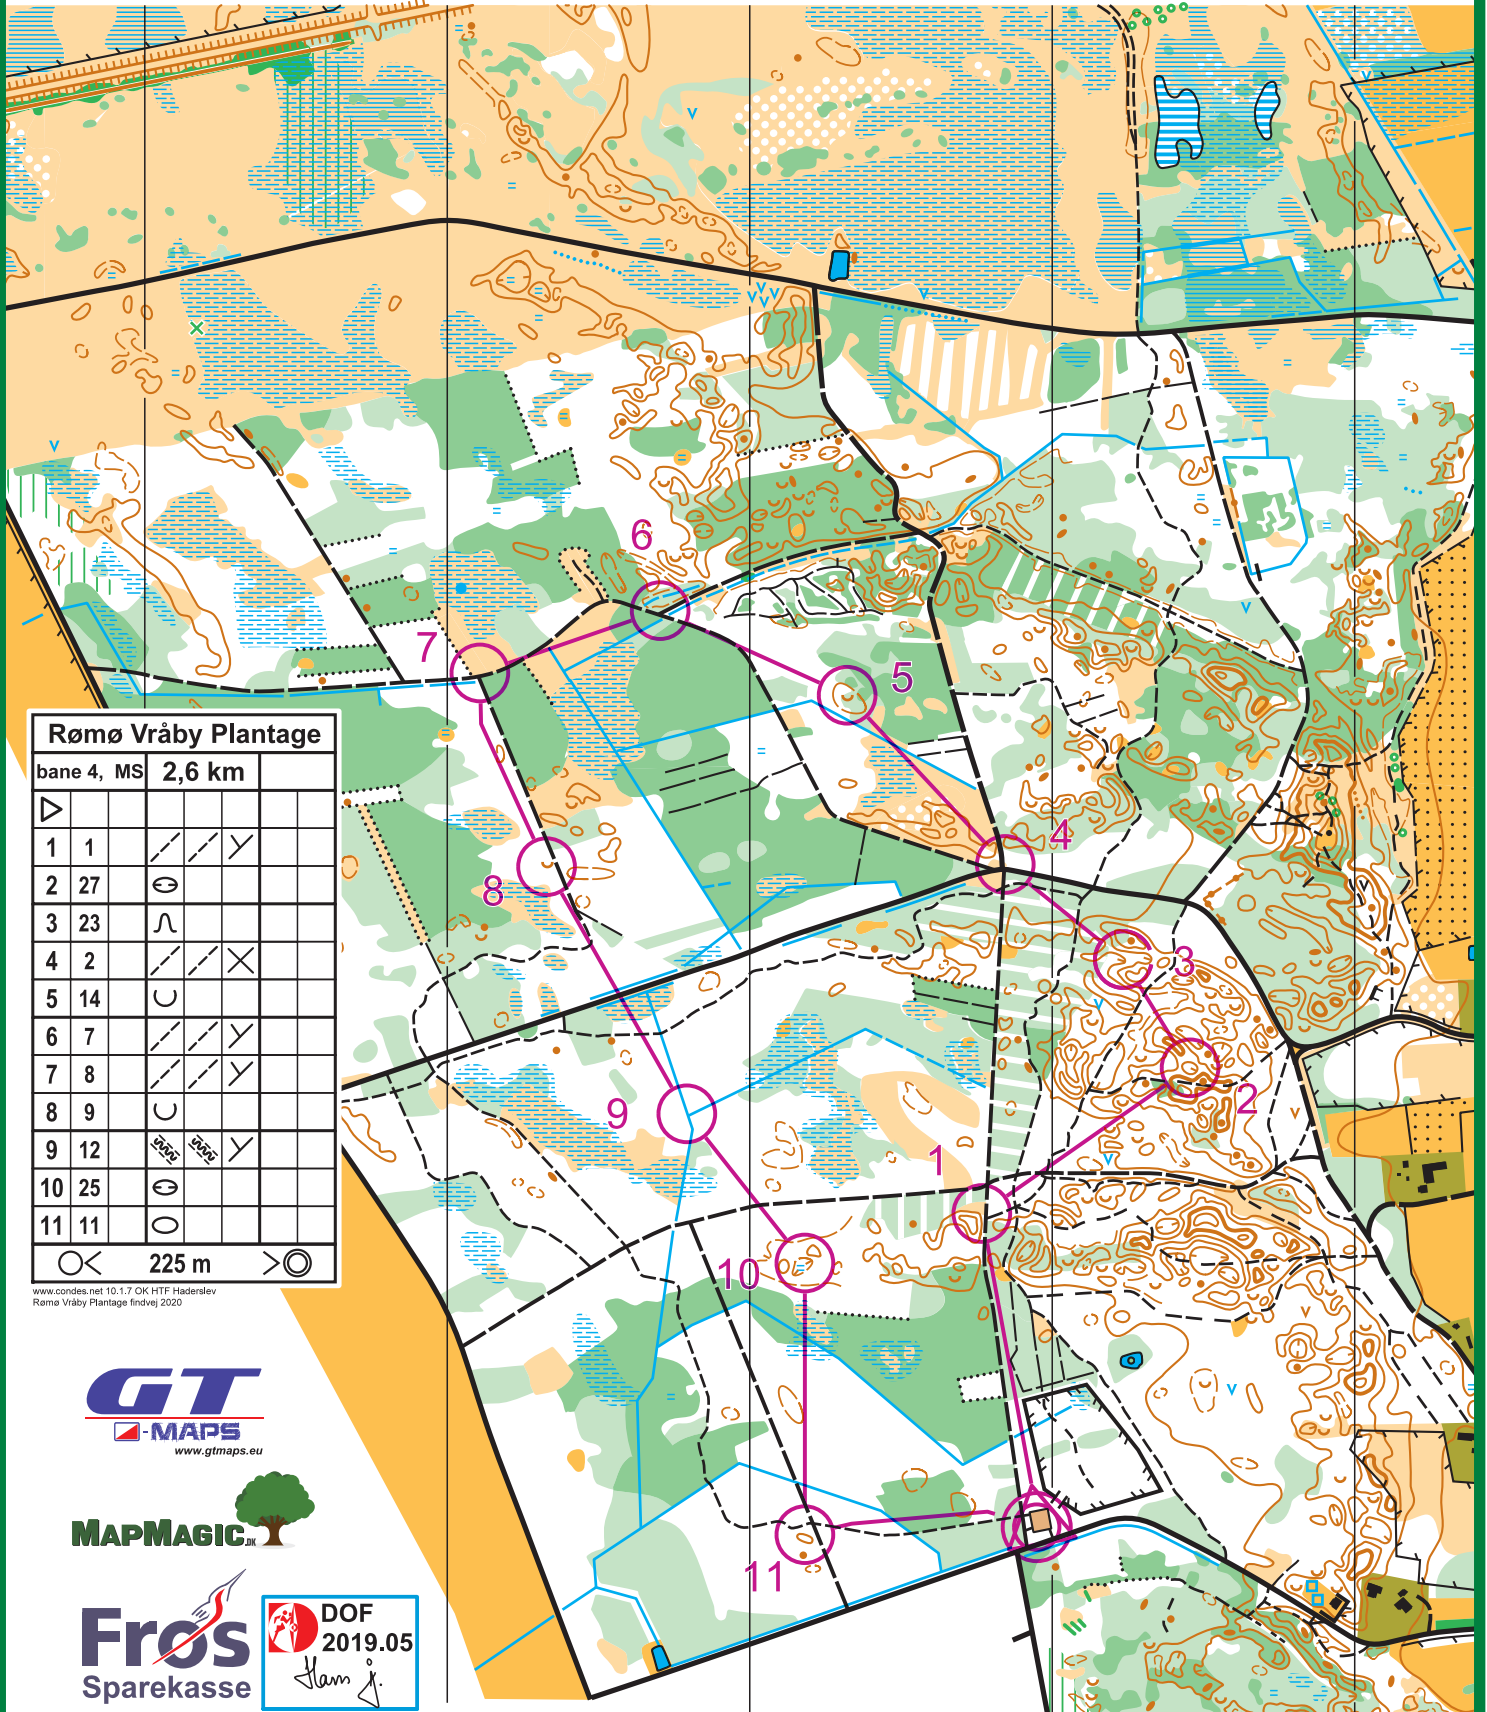 6
7
5
4
8
3
2
9
1
10
11
Rømø Vråby Plantage
bane 4, MS 2,6 km
1 1
2 27
3 23
4 2
5 14
6 7
7 8
8 9
9 12
10 25
11 11
225 m
www.condes.net 10.1.7 OK HTF Haderslev
Rømø Vråby Plantage findvej 2020
GT
-MAPS
www.gtmaps.eu
MAPMAGIC.DK
Frøs
Sparekasse
DOF
2019.05
Hans J.